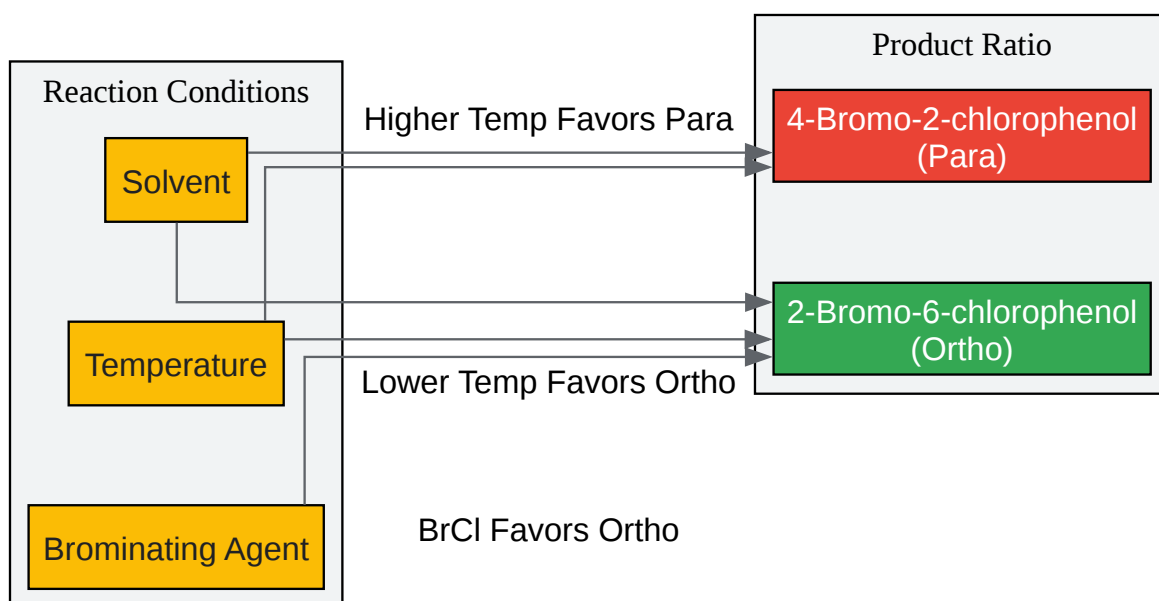 Reaction Conditions
Solvent
Temperature
Brominating Agent
Higher Temp Favors Para
Lower Temp Favors Ortho
BrCl Favors Ortho
Product Ratio
4-Bromo-2-chlorophenol
(Para)
2-Bromo-6-chlorophenol
(Ortho)